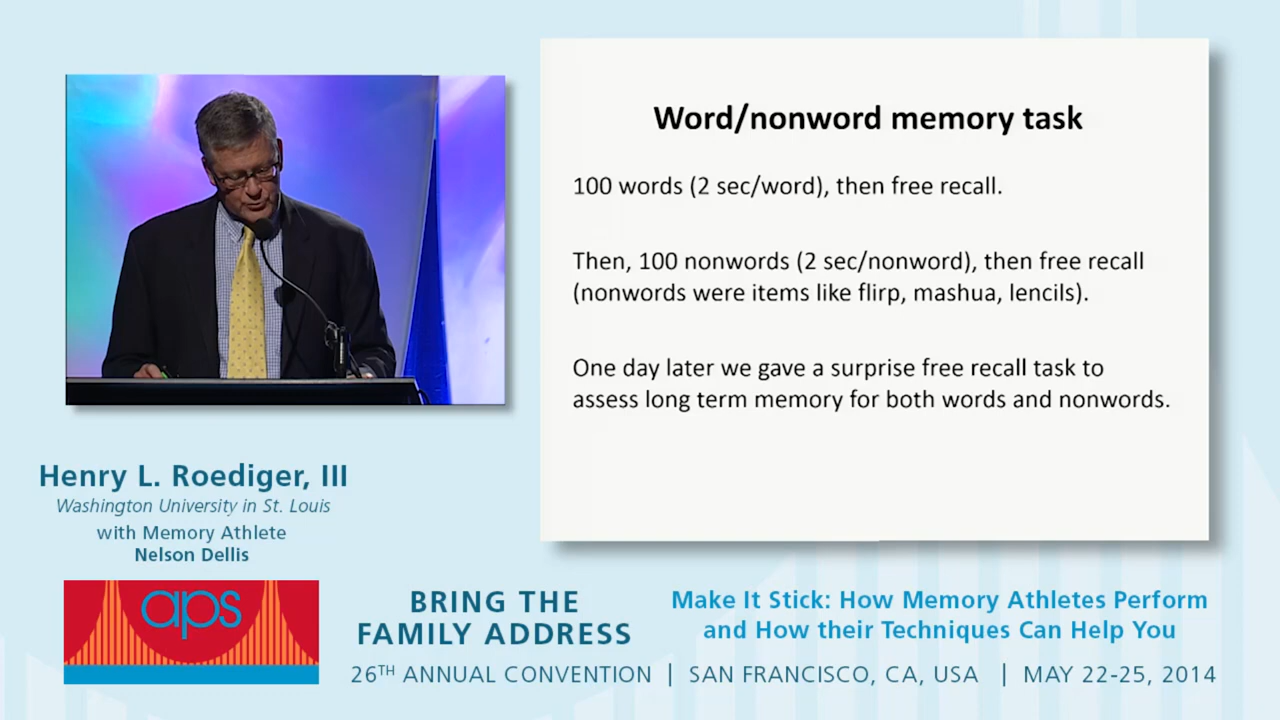 Word/nonword memory task
100 words (2 sec/word), then free recall.
Then, 100 nonwords (2 sec/nonword), then free recall
(nonwords were items like flirp, mashua, lencils).
One day later we gave a surprise free recall task to
assess long term memory for both words and nonwords.
Henry L. Roediger, III
Washington University in St. Louis
with Memory Athlete
Nelson Dellis
aps
BRING THE
FAMILY ADDRESS
Make It Stick: How Memory Athletes Perform
and How their Techniques Can Help You
26TH ANNUAL CONVENTION | SAN FRANCISCO, CA, USA | MAY 22-25, 2014